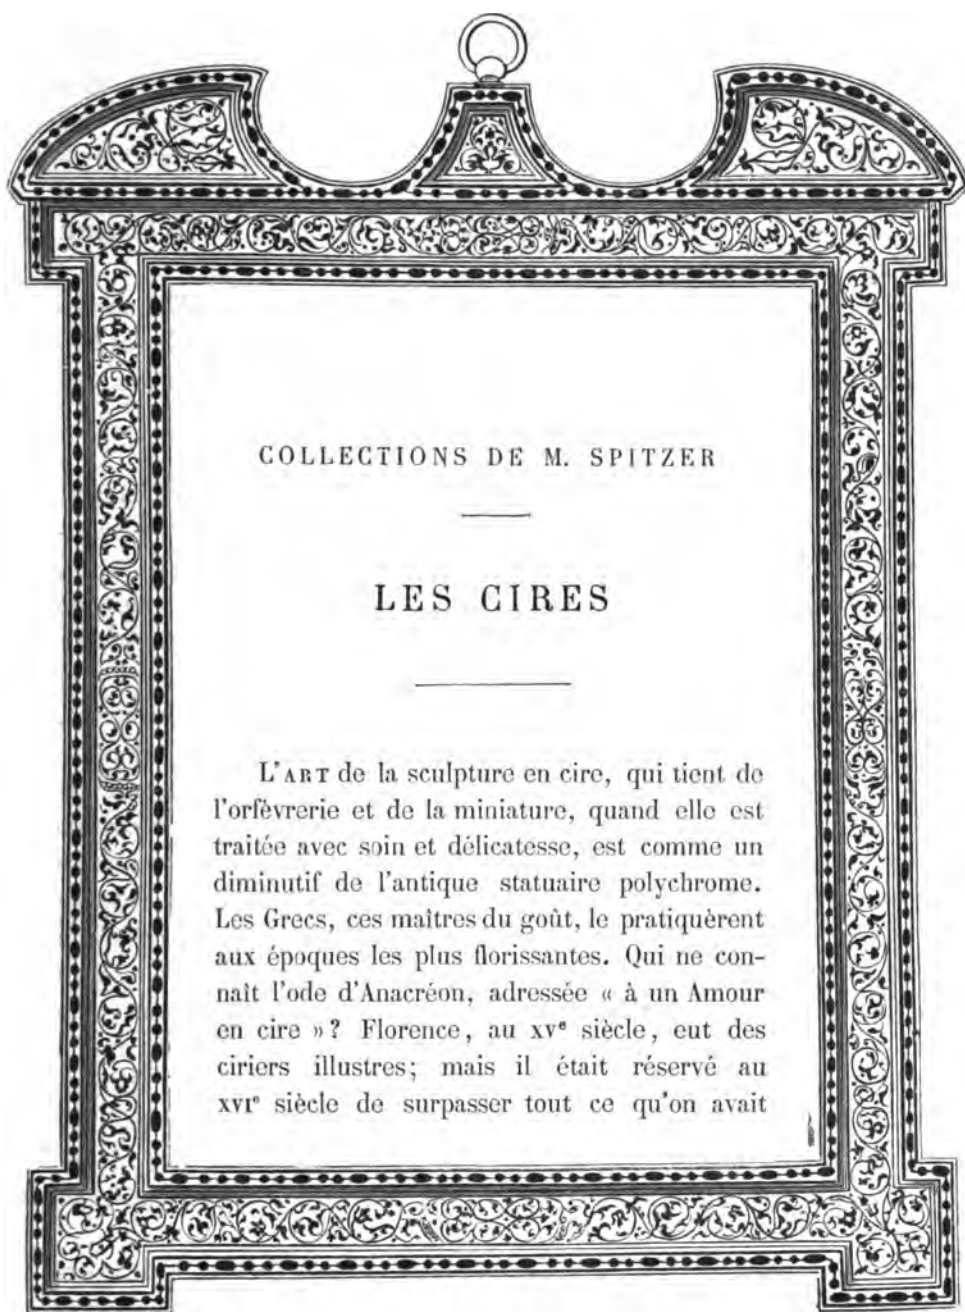 COLLECTIONS DE M. SPITZER
LES CIRES
L'ART de la sculpture en cire, qui tient de
l'orfèvrerie et de la miniature, quand elle est
traitée avec soin et délicatesse, est comme un
diminutif de l'antique statuaire polychrome.
Les Grecs, ces maîtres du goût, le pratiquèrent
aux époques les plus florissantes. Qui ne con-
naît l'ode d'Anacréon, adressée « à un Amour
en cire »? Florence, au XVe siècle, eut des
ciriers illustres; mais il était réservé au
XVIe siècle de surpasser tout ce qu'on avait